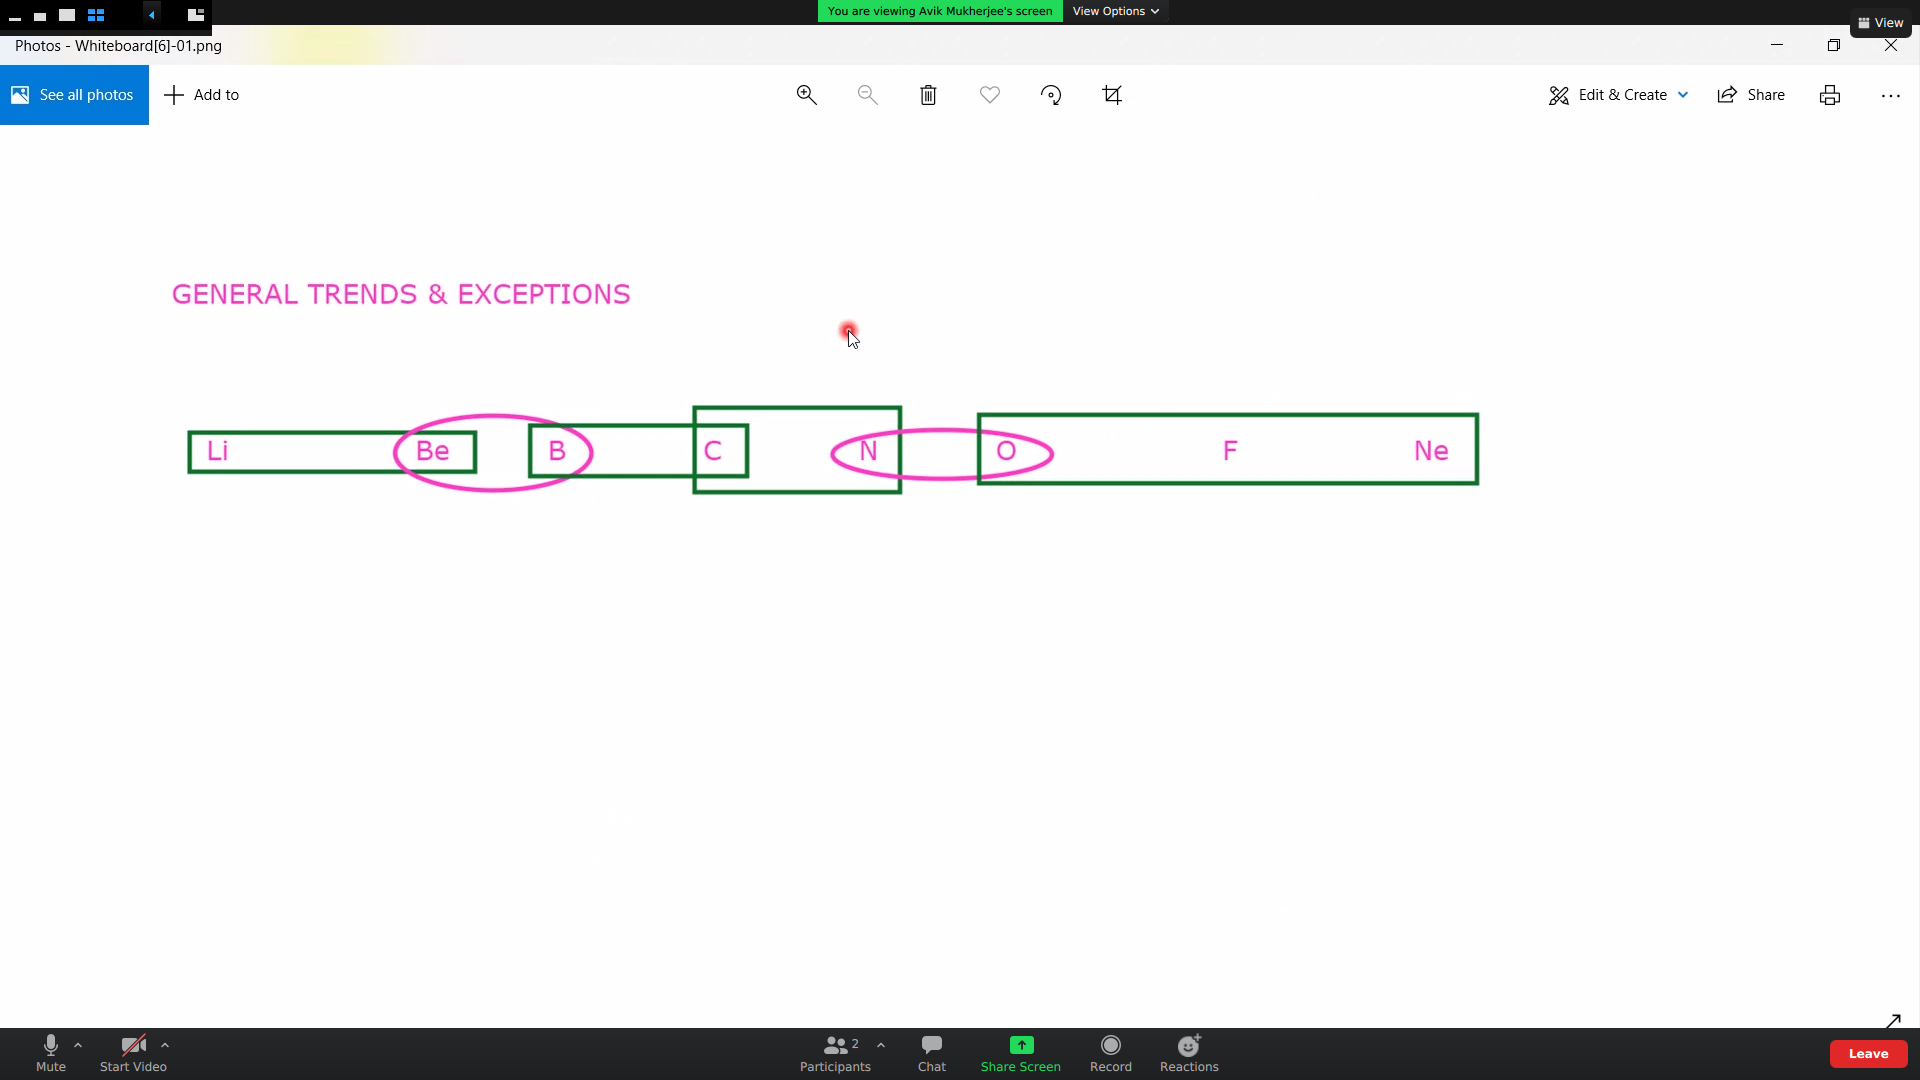 You are viewing Avik Mukherjee's screen View Options
View
Photos - Whiteboard[6]-01.png
See all photos Add to Edit & Create Share
GENERAL TRENDS & EXCEPTIONS
Li Be B C N O F Ne
Mute Start Video Participants 2 Chat Share Screen Record Reactions Leave